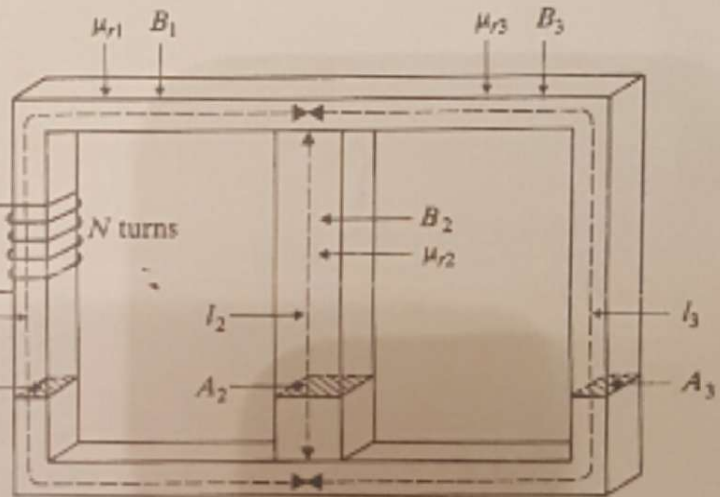 μr1 B1 μr3 B3
N turns
B2
μr2
l2 l3
A2 A3